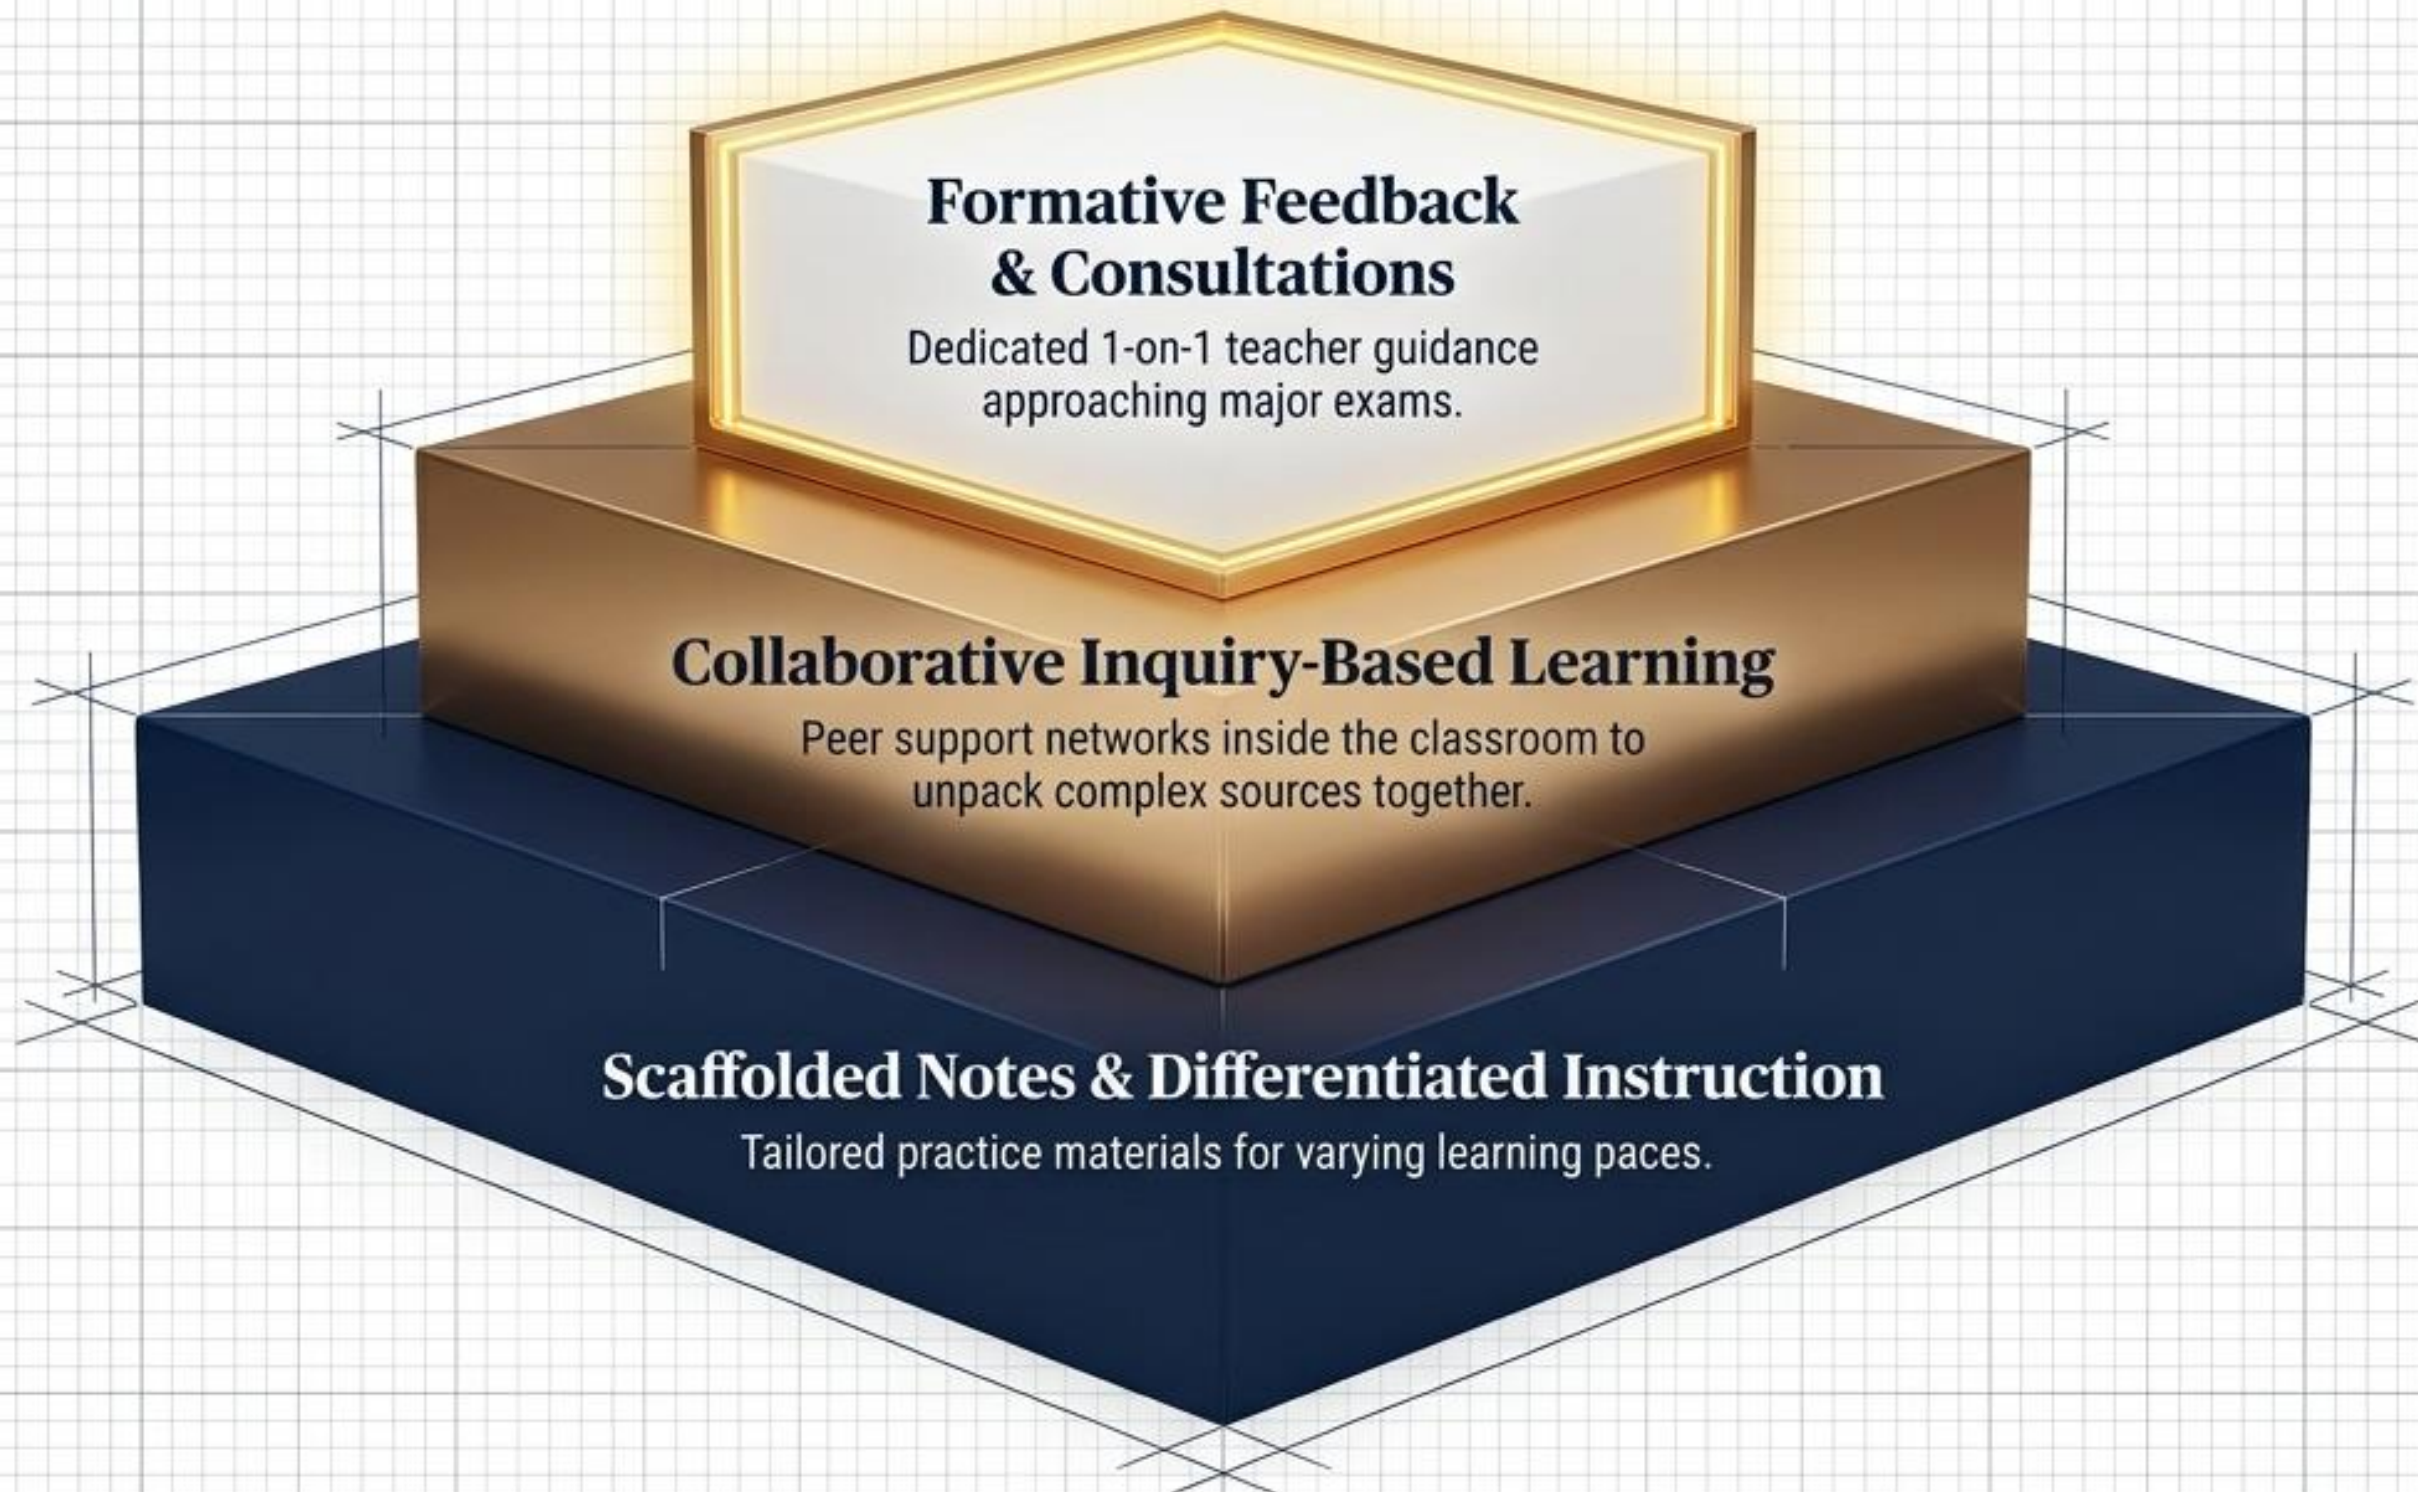 Formative Feedback
& Consultations
Dedicated 1-on-1 teacher guidance
approaching major exams.
Collaborative Inquiry-Based Learning
Peer support networks inside the classroom to
unpack complex sources together.
Scaffolded Notes & Differentiated Instruction
Tailored practice materials for varying learning paces.